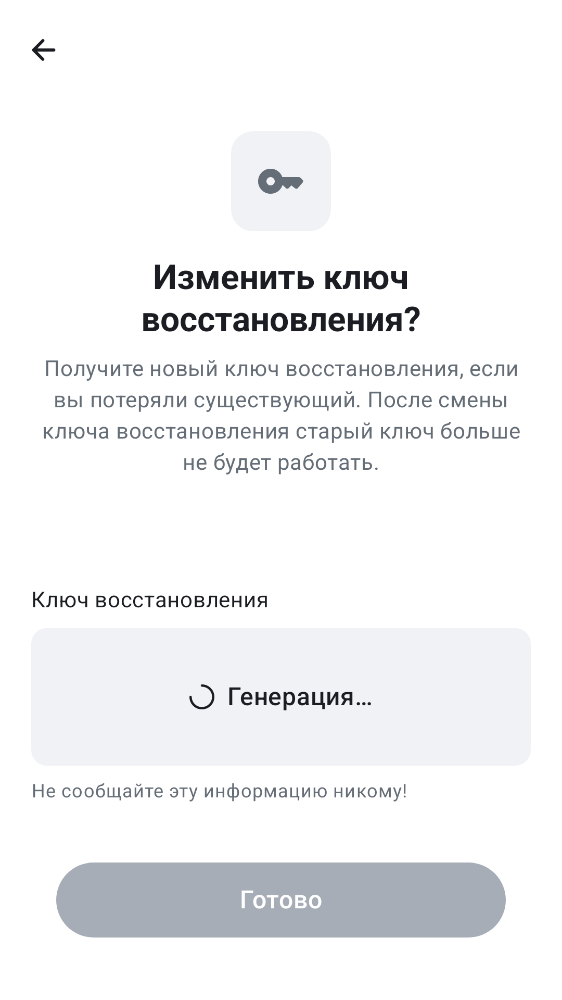 Изменить ключ
восстановления?
Получите новый ключ восстановления, если
вы потеряли существующий. После смены
ключа восстановления старый ключ больше
не будет работать.
Ключ восстановления
Генерация…
Не сообщайте эту информацию никому!
Готово